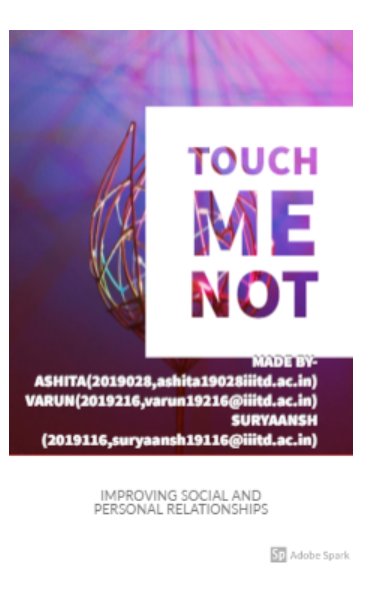 TOUCH
ME
NOT
MADE BY-
ASHITA(2019028,ashita19028iiitd.ac.in)
VARUN(2019216,varun19216@iiitd.ac.in)
SURYAANSH
(2019116,suryaansh19116@iiitd.ac.in)
IMPROVING SOCIAL AND
PERSONAL RELATIONSHIPS
Sp Adobe Spark